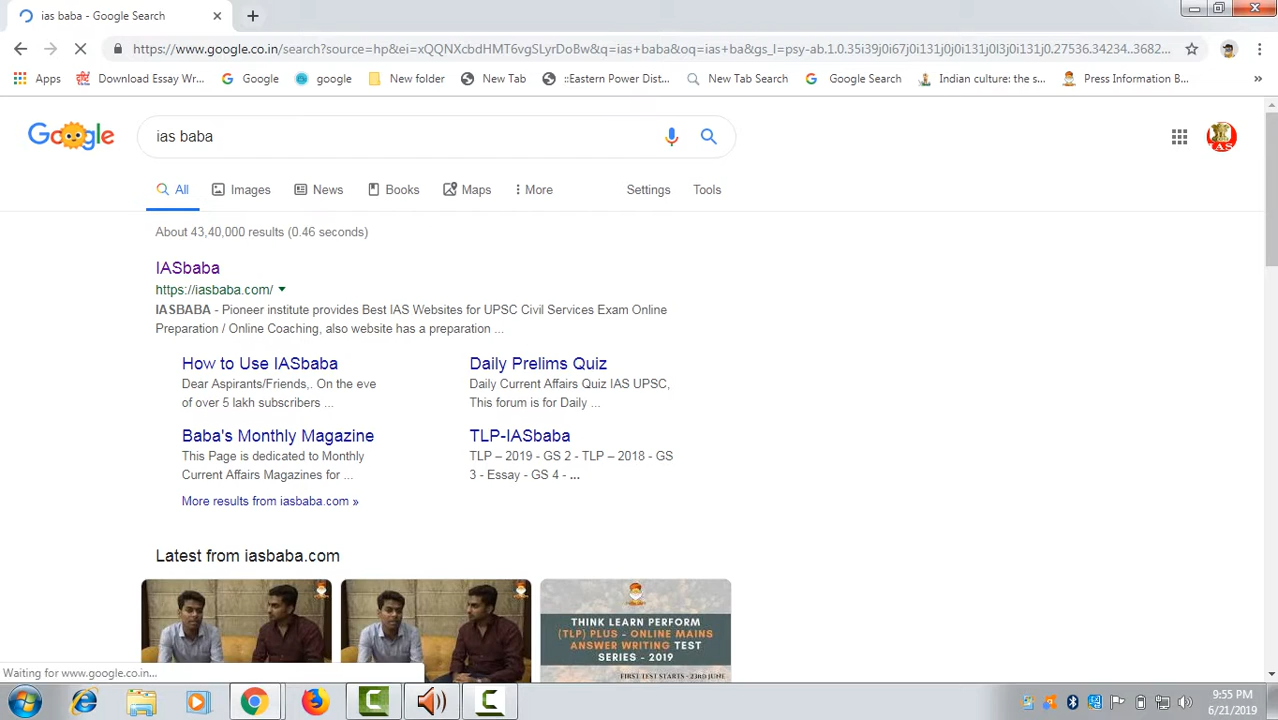 ias baba - Google Search
https://www.google.co.in/search?source=hp&ei=xQQNXcbdHMT6vgSLyrDoBw&q=ias+baba&oq=ias+ba&gs_l=psy-ab.1.0.35i39j0i67j0i131j0j0i131j0l3j0i131j0.27536.34234..3682...
Apps Download Essay Wr... Google google New folder New Tab ::Eastern Power Dist... New Tab Search Google Search Indian culture: the s... Press Information B... »
Google ias baba
IAS
All Images News Books Maps More Settings Tools
About 43,40,000 results (0.46 seconds)
IASbaba
https://iasbaba.com/
IASBABA - Pioneer institute provides Best IAS Websites for UPSC Civil Services Exam Online
Preparation / Online Coaching, also website has a preparation ...
How to Use IASbaba
Dear Aspirants/Friends,. On the eve
of over 5 lakh subscribers ...
Daily Prelims Quiz
Daily Current Affairs Quiz IAS UPSC,
This forum is for Daily ...
Baba's Monthly Magazine
This Page is dedicated to Monthly
Current Affairs Magazines for ...
TLP-IASbaba
TLP – 2019 - GS 2 - TLP – 2018 - GS
3 - Essay - GS 4 - ...
More results from iasbaba.com »
Latest from iasbaba.com
THINK LEARN PERFORM
(TLP) PLUS - ONLINE MAINS
ANSWER WRITING TEST
SERIES - 2019
FIRST TEST STARTS - 23RD JUNE
Waiting for www.google.co.in...
9:55 PM
6/21/2019